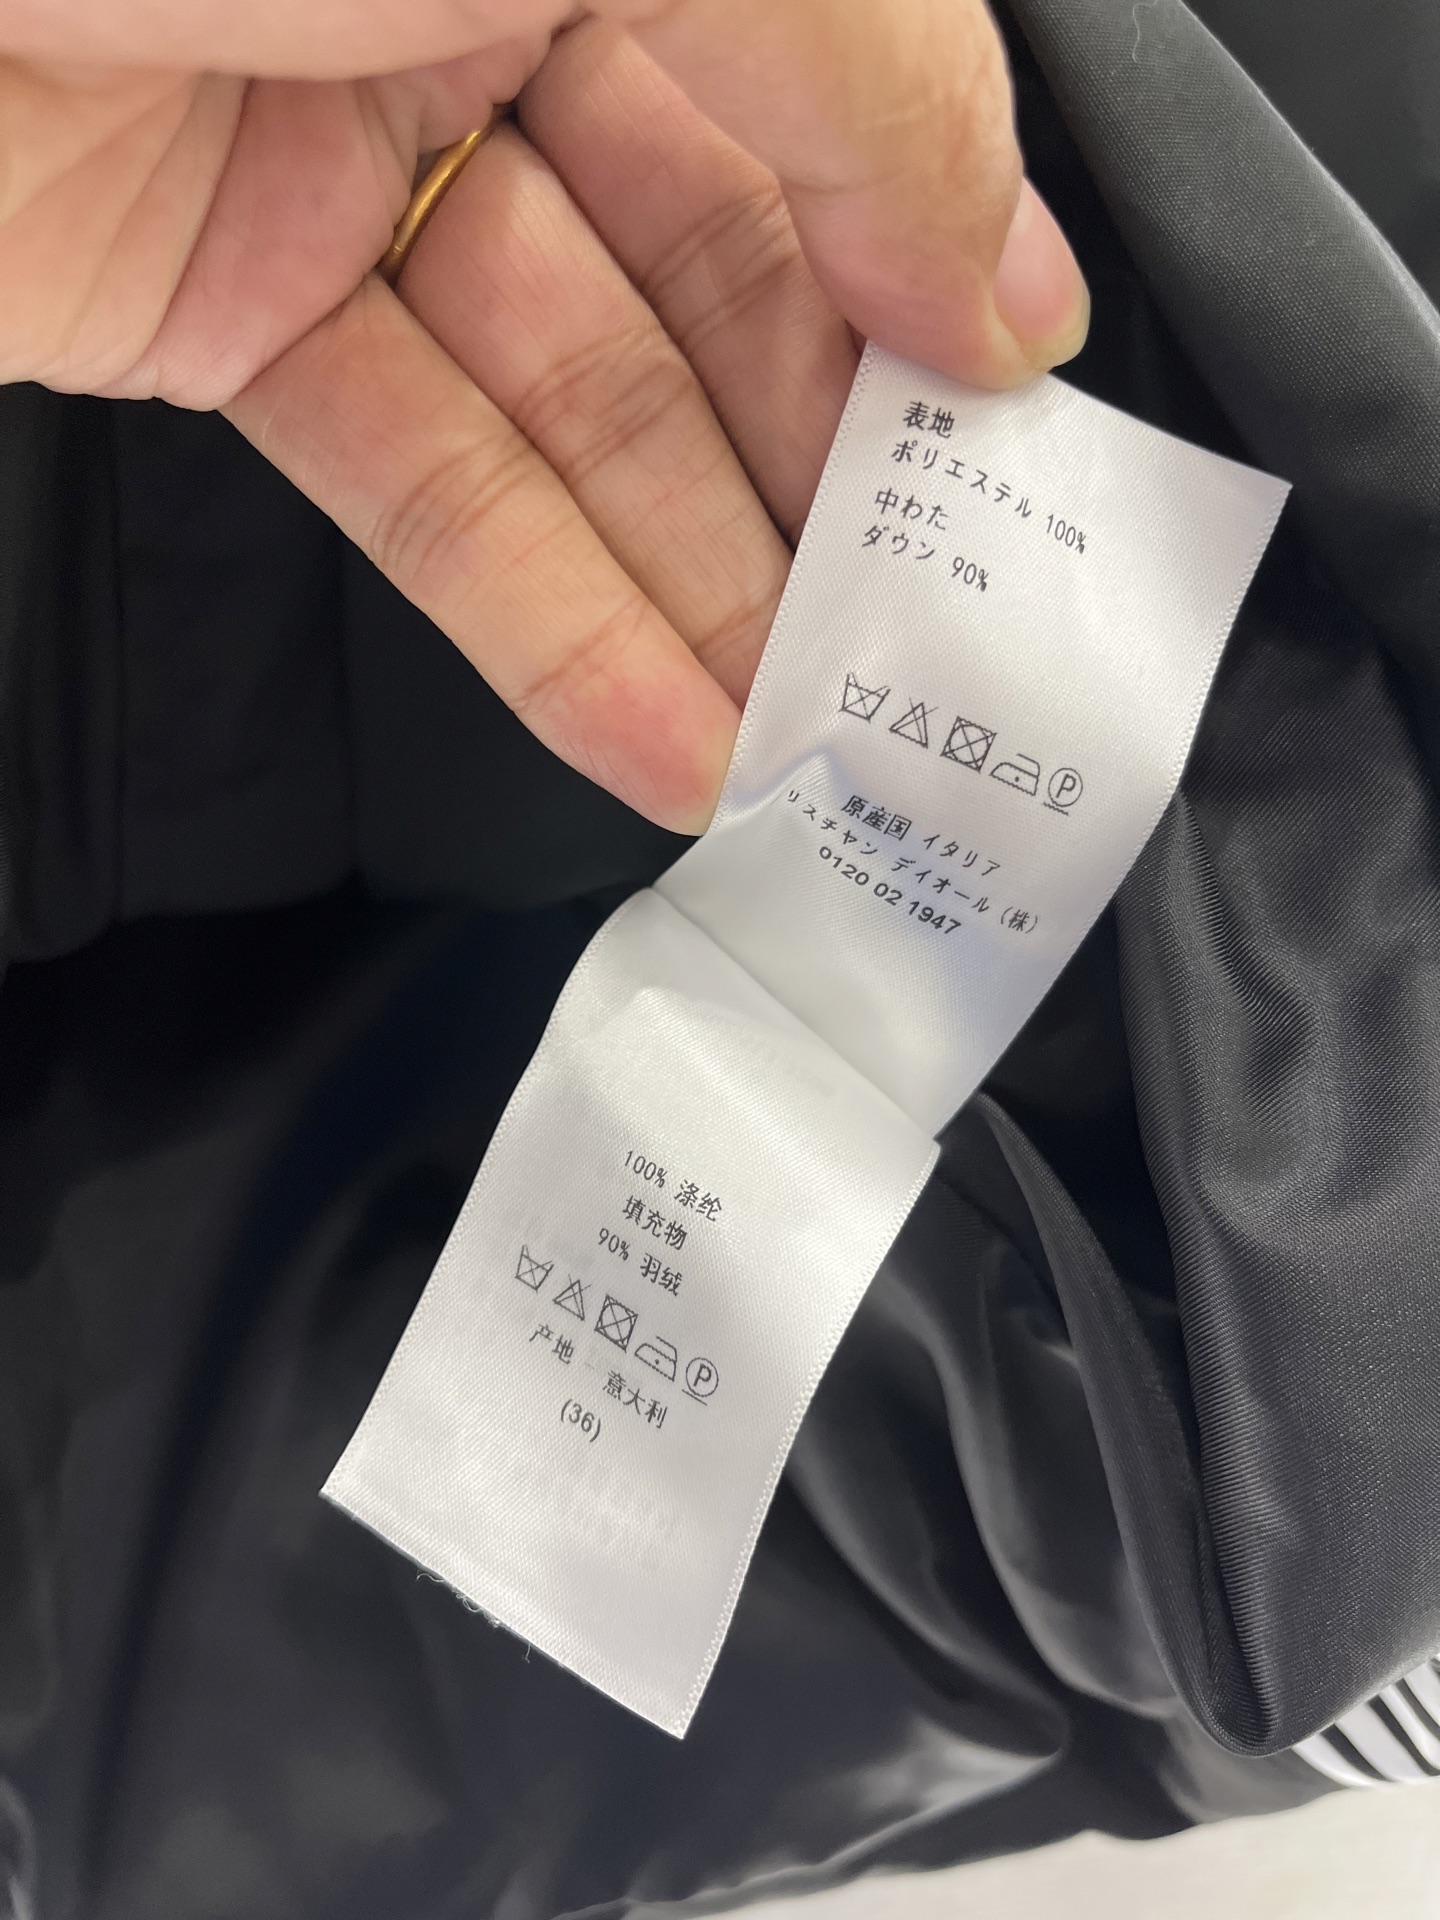 表地
ポリエステル 100%
中わた
ダウン 90%
P
原産国 イタリア
リスチャン ディオール (株)
0120 02 1947
100% 涤纶
填充物
90% 羽绒
P
产地 意大利
(36)